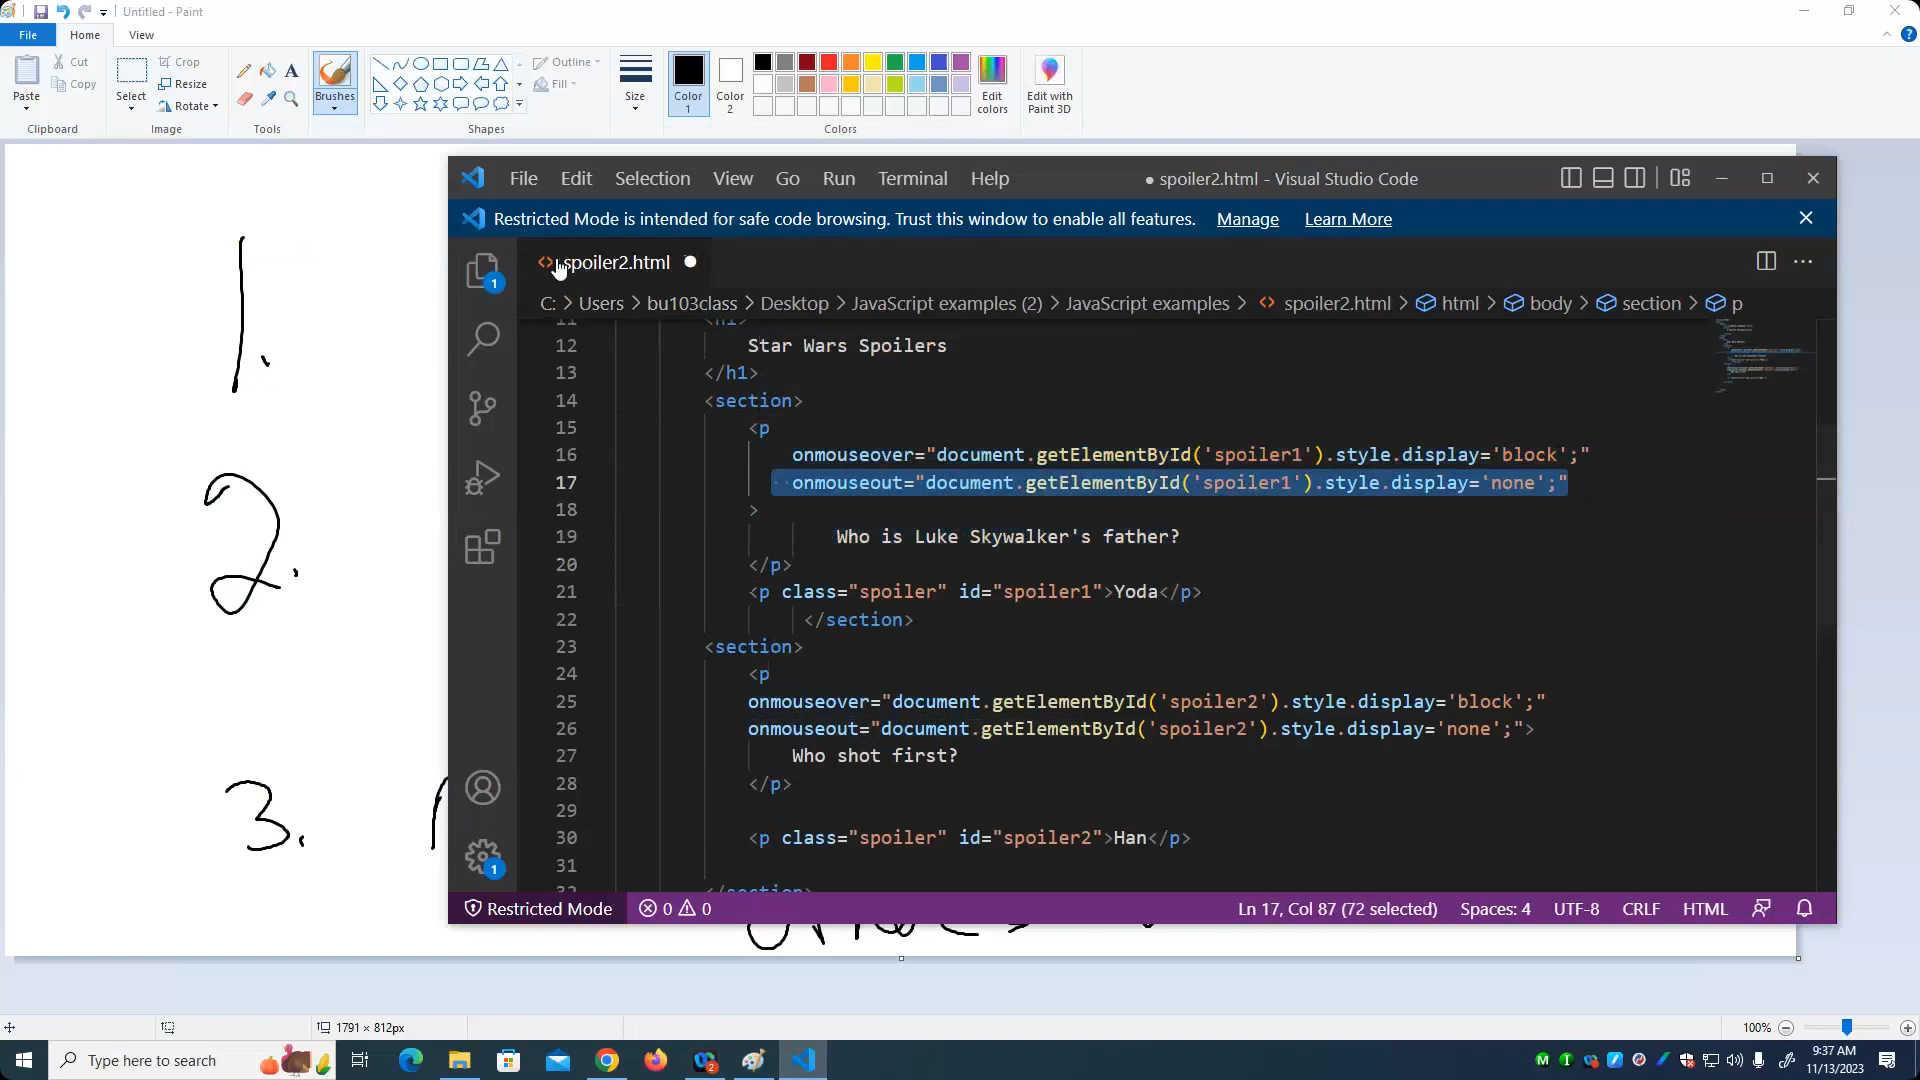 Untitled - Paint
File Home View
Paste
Cut
Copy
Clipboard
Select
Crop
Resize
Rotate
Image
Tools
Brushes
Shapes
Outline
Fill
Size
Color 1
Color 2
Colors
Edit colors
Edit with Paint 3D
1.
2.
3.
File Edit Selection View Go Run Terminal Help
● spoiler2.html - Visual Studio Code
Restricted Mode is intended for safe code browsing. Trust this window to enable all features. Manage Learn More
1
spoiler2.html
C: > Users > bu103class > Desktop > JavaScript examples (2) > JavaScript examples > spoiler2.html > html > body > section > p
11 <h1>
12 Star Wars Spoilers
13 </h1>
14 <section>
15 <p
16 onmouseover="document.getElementById('spoiler1').style.display='block';"
17 onmouseout="document.getElementById('spoiler1').style.display='none';"
18 >
19 Who is Luke Skywalker's father?
20 </p>
21 <p class="spoiler" id="spoiler1">Yoda</p>
22 </section>
23 <section>
24 <p
25 onmouseover="document.getElementById('spoiler2').style.display='block';"
26 onmouseout="document.getElementById('spoiler2').style.display='none';">
27 Who shot first?
28 </p>
29
30 <p class="spoiler" id="spoiler2">Han</p>
31
32 </section>
1
Restricted Mode 0 0 Ln 17, Col 87 (72 selected) Spaces: 4 UTF-8 CRLF HTML
1791 × 812px 100%
Type here to search
2
9:37 AM
11/13/2023